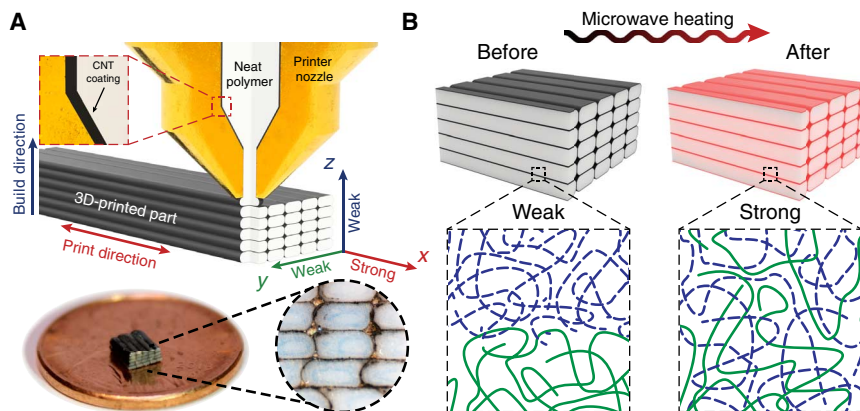 A
CNT
coating
Neat
polymer
Printer
nozzle
Build direction
3D-printed part
Print direction
z
Weak
y
Weak
Strong
x
B
Microwave heating
Before
After
Weak
Strong